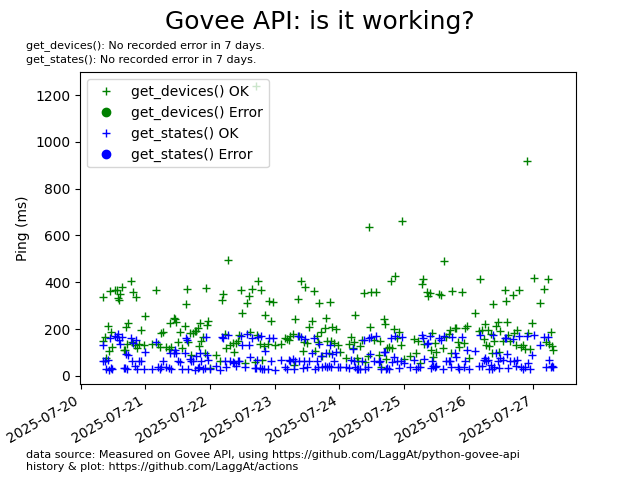 Govee API: is it working?
get_devices(): No recorded error in 7 days.
get_states(): No recorded error in 7 days.
get_devices() OK
get_devices() Error
get_states() OK
get_states() Error
Ping (ms)
1200
1000
800
600
400
200
0
2025-07-20
2025-07-21
2025-07-22
2025-07-23
2025-07-24
2025-07-25
2025-07-26
2025-07-27
data source: Measured on Govee API, using https://github.com/LaggAt/python-govee-api
history & plot: https://github.com/LaggAt/actions